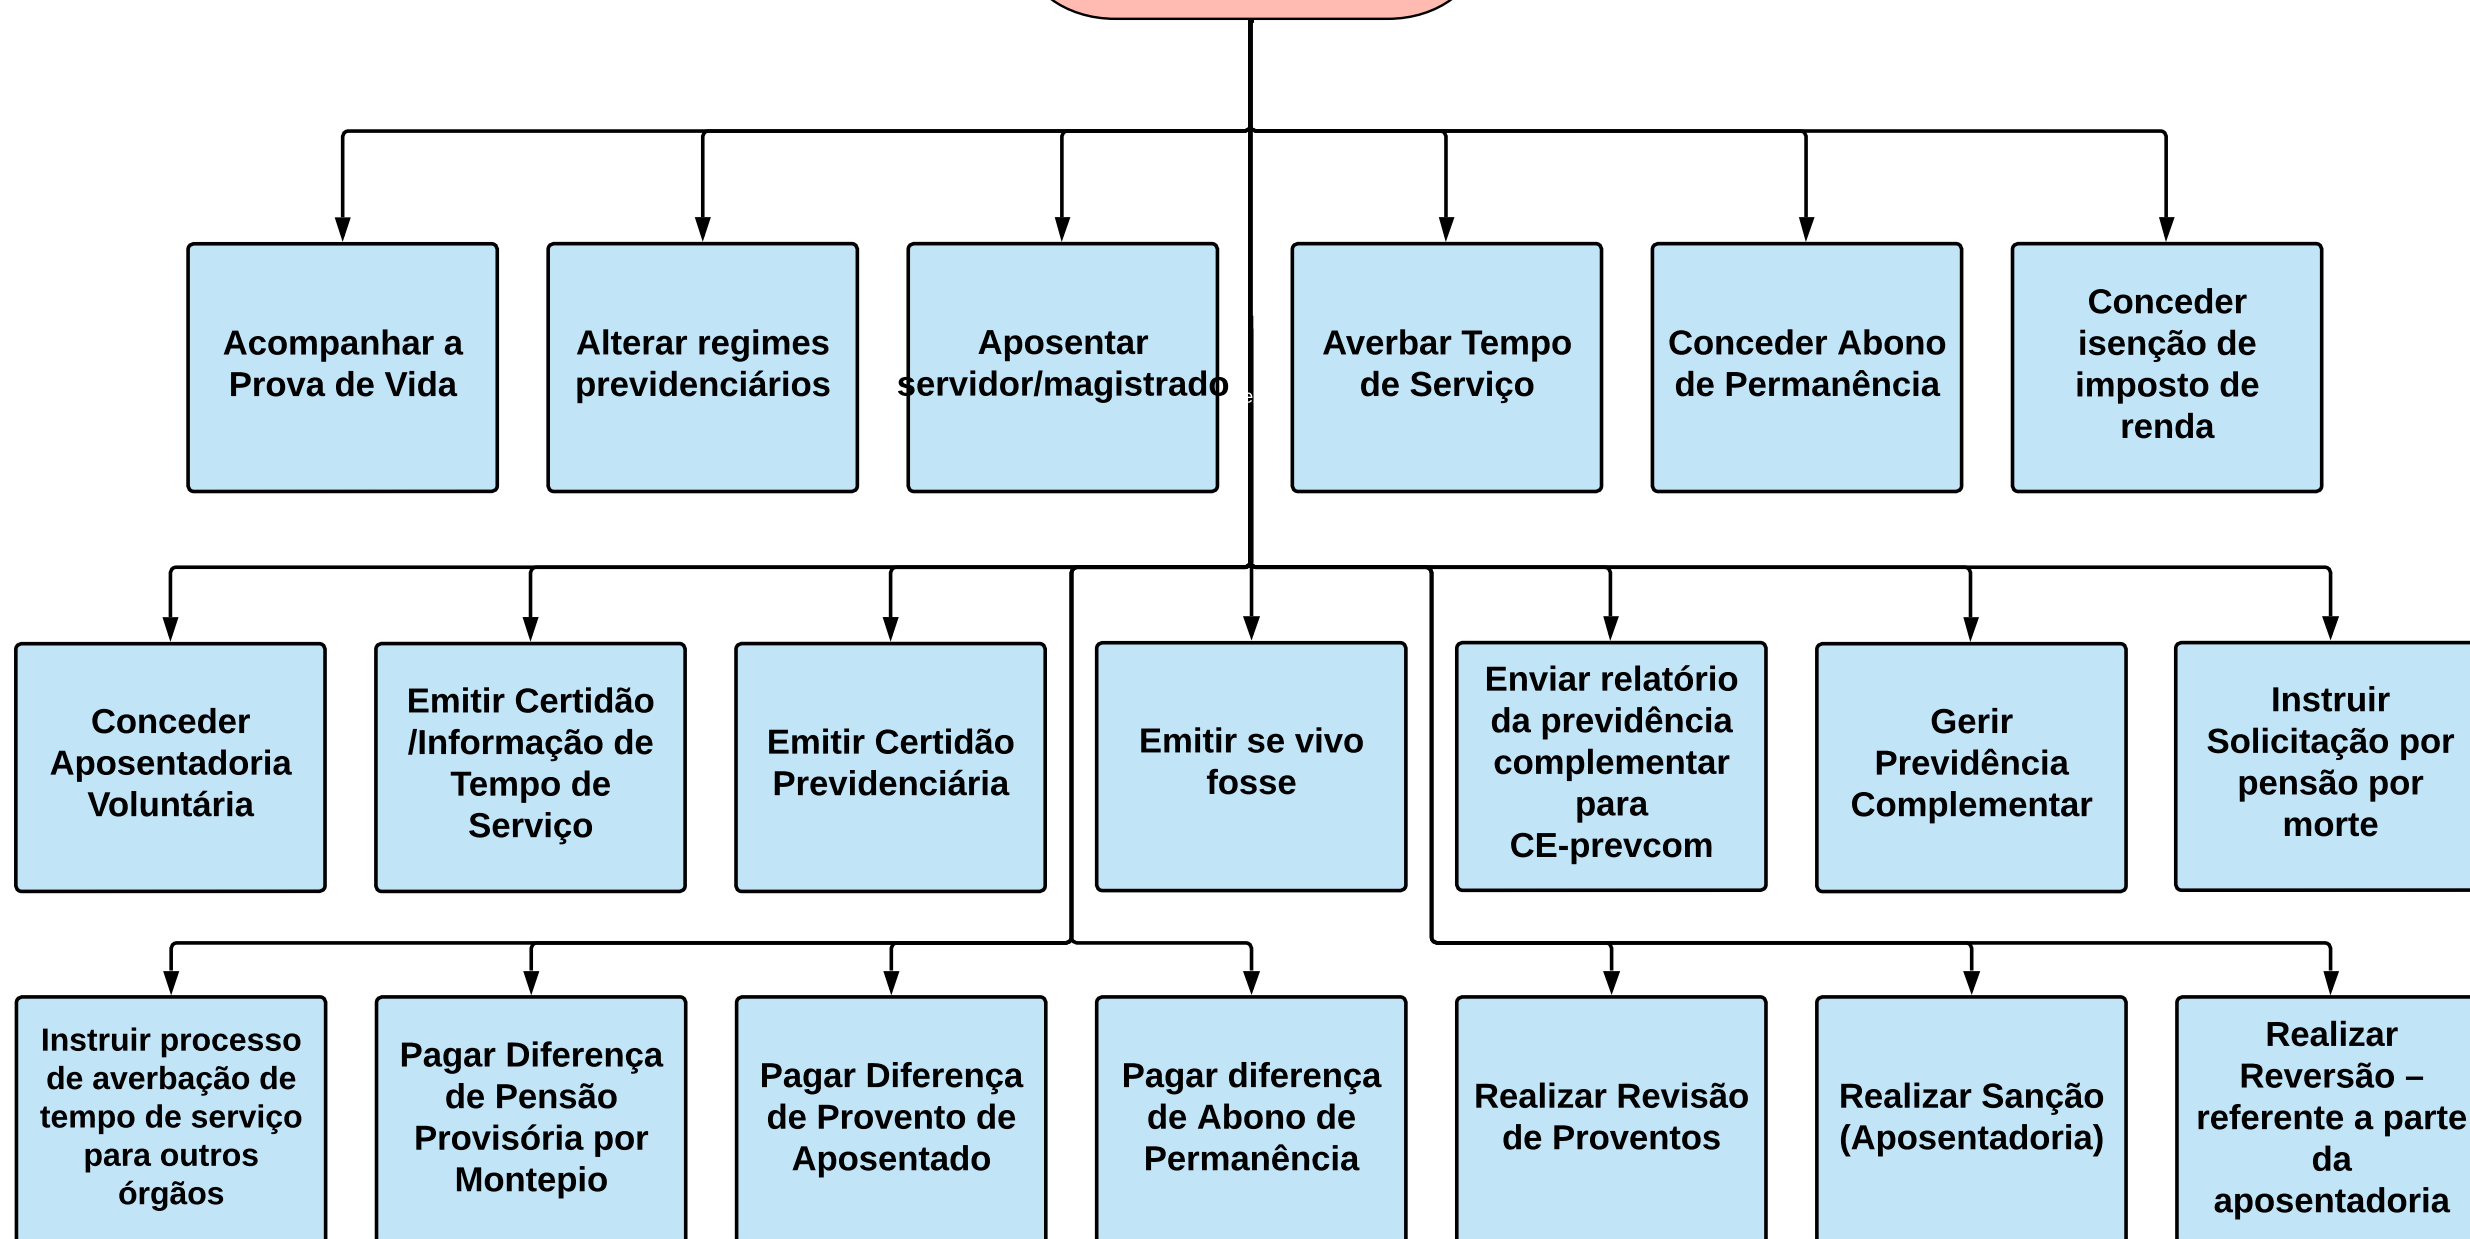 Acompanhar a
Prova de Vida
Alterar regimes
previdenciários
Aposentar
servidor/magistrado
e
Averbar Tempo
de Serviço
Conceder Abono
de Permanência
Conceder
isenção de
imposto de
renda
Conceder
Aposentadoria
Voluntária
Emitir Certidão
/Informação de
Tempo de
Serviço
Emitir Certidão
Previdenciária
Emitir se vivo
fosse
Enviar relatório
da previdência
complementar
para
CE-prevcom
Gerir
Previdência
Complementar
Instruir
Solicitação por
pensão por
morte
Instruir processo
de averbação de
tempo de serviço
para outros
órgãos
Pagar Diferença
de Pensão
Provisória por
Montepio
Pagar Diferença
de Provento de
Aposentado
Pagar diferença
de Abono de
Permanência
Realizar Revisão
de Proventos
Realizar Sanção
(Aposentadoria)
Realizar
Reversão –
referente a parte
da
aposentadoria